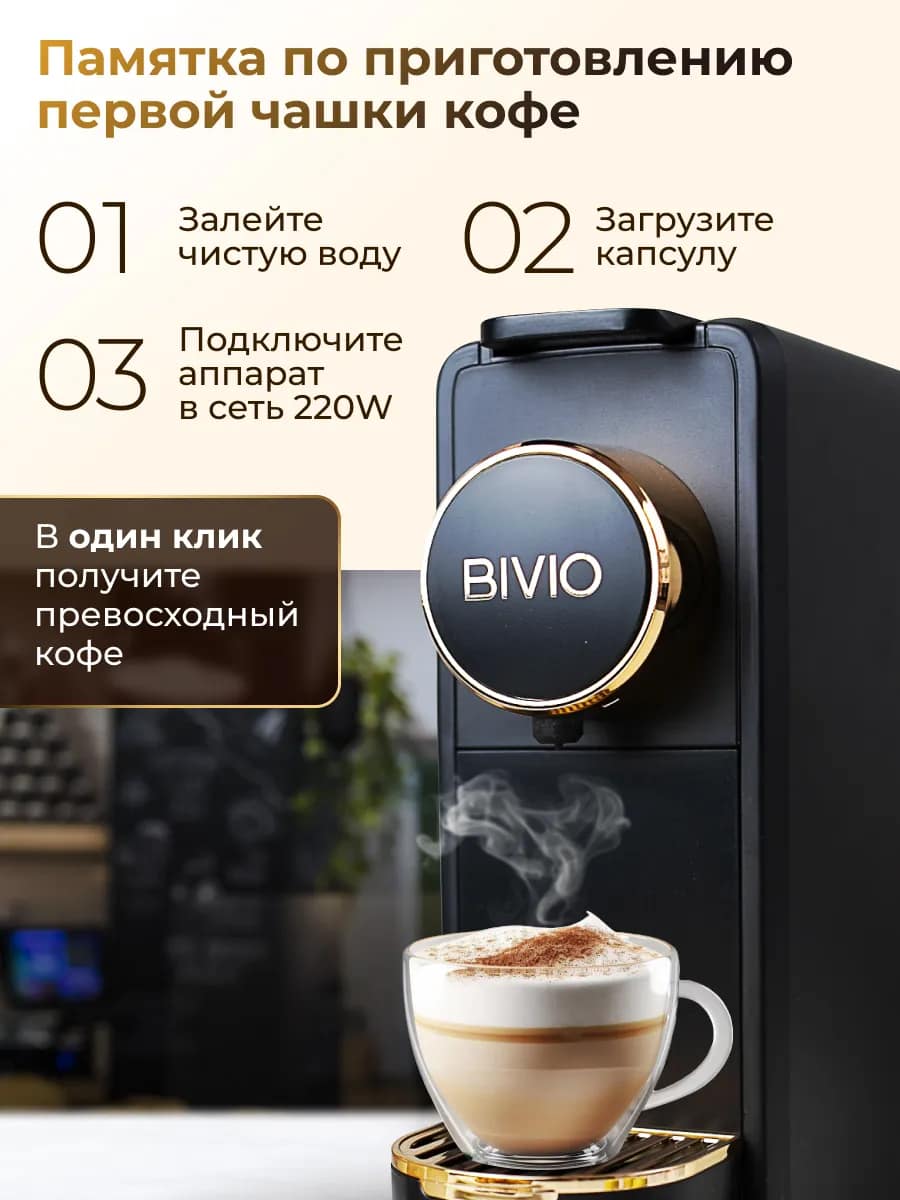 Памятка по приготовлению
первой чашки кофе
01
Залейте
чистую воду
02
Загрузите
капсулу
03
Подключите
аппарат
в сеть 220W
В один клик
получите
превосходный
кофе
BIVIO